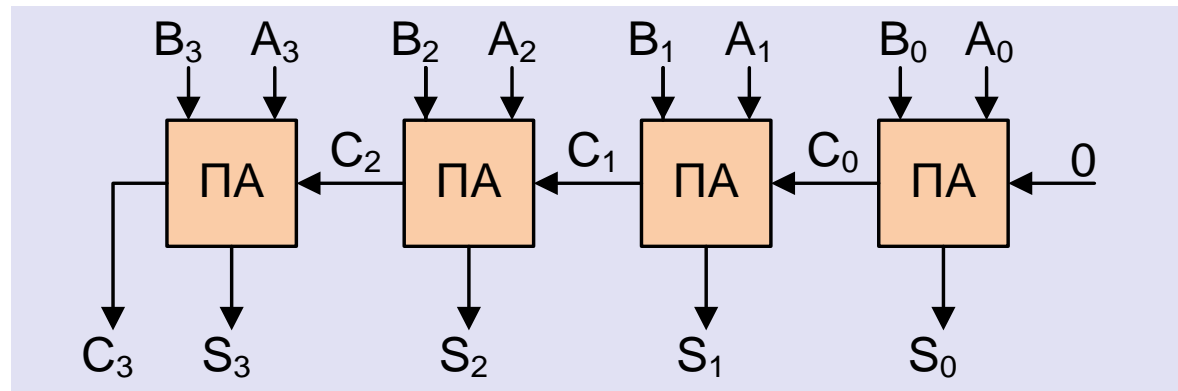 B₃ A₃ B₂ A₂ B₁ A₁ B₀ A₀
ПА C₂ ПА C₁ ПА C₀ ПА 0
C₃ S₃ S₂ S₁ S₀